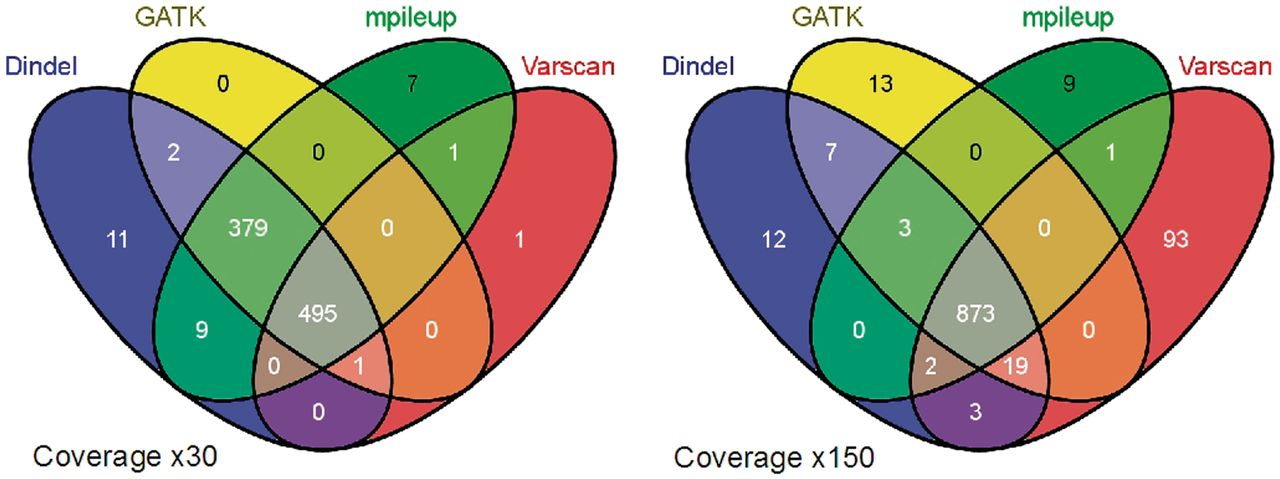 GATK mpileup GATK mpileup
Dindel Varscan Dindel Varscan
0 7 13 9
2 0 1 7 0 1
379 0 3 0
11 1 12 93
495 873
9 0 0 0
0 1 2 19
0 3
Coverage x30 Coverage x150